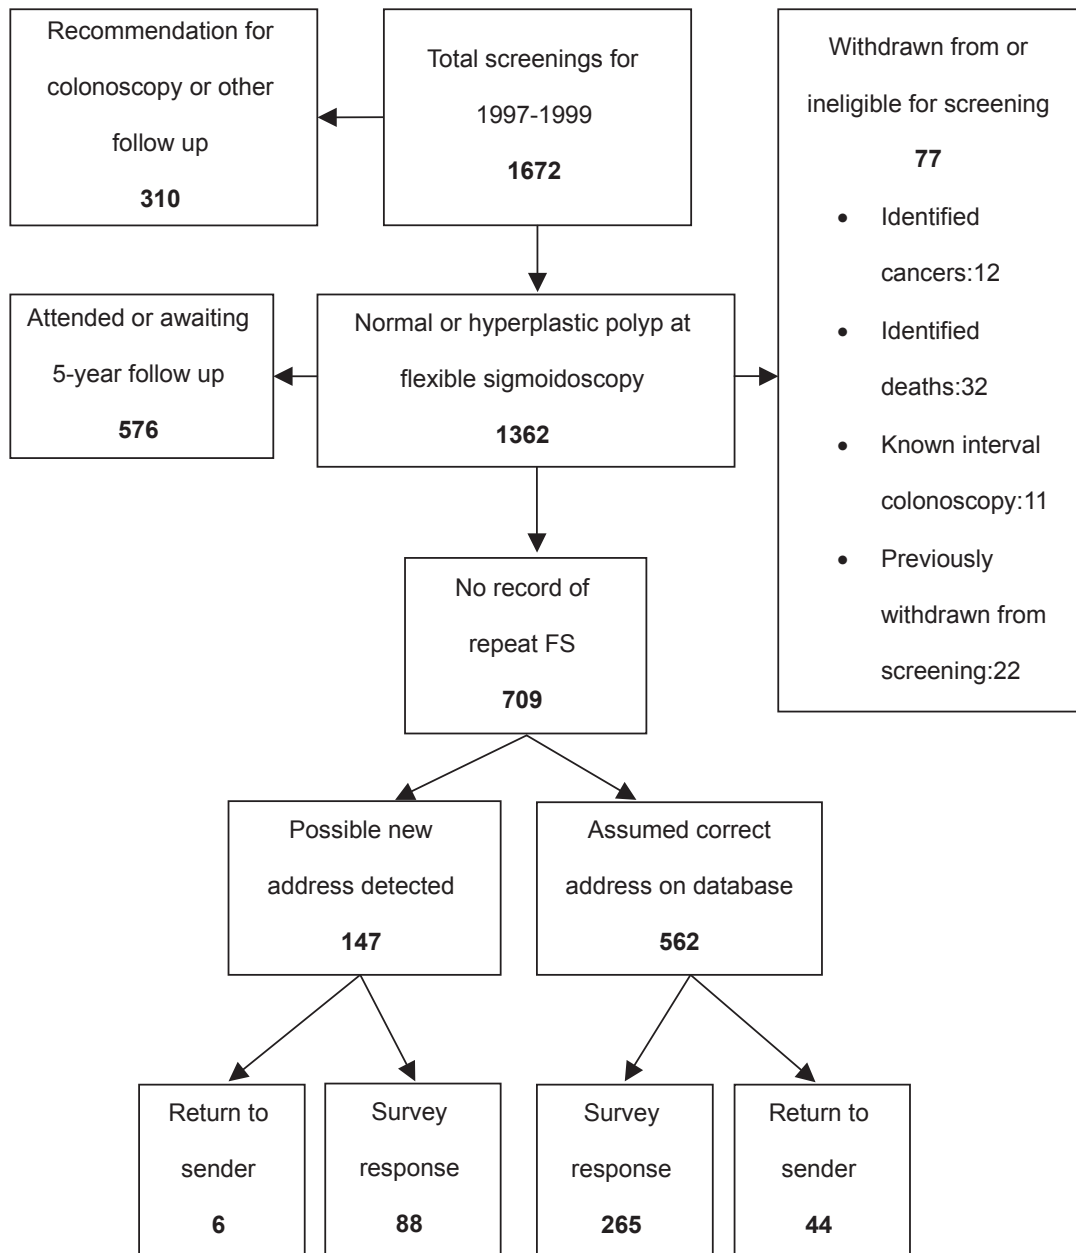 Recommendation for
colonoscopy or other
follow up
310
Total screenings for
1997-1999
1672
Withdrawn from or
ineligible for screening
77
• Identified
cancers:12
• Identified
deaths:32
• Known interval
colonoscopy:11
• Previously
withdrawn from
screening:22
Attended or awaiting
5-year follow up
576
Normal or hyperplastic polyp at
flexible sigmoidoscopy
1362
No record of
repeat FS
709
Possible new
address detected
147
Assumed correct
address on database
562
Return to
sender
6
Survey
response
88
Survey
response
265
Return to
sender
44